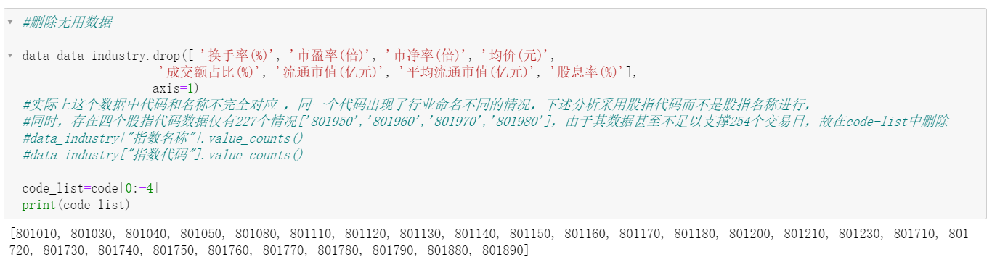 #删除无用数据
data=data_industry.drop([ '换手率(%)', '市盈率(倍)', '市净率(倍)', '均价(元)',
'成交额占比(%)', '流通市值(亿元)', '平均流通市值(亿元)', '股息率(%)'],
axis=1)
#实际上这个数据中代码和名称不完全对应 ，同一个代码出现了行业命名不同的情况，下述分析采用股指代码而不是股指名称进行，
#同时，存在四个股指代码数据仅有227个情况['801950','801960','801970','801980']，由于其数据甚至不足以支撑254个交易日，故在code-list中删除
#data_industry["指数名称"].value_counts()
#data_industry["指数代码"].value_counts()
code_list=code[0:-4]
print(code_list)
[801010, 801030, 801040, 801050, 801080, 801110, 801120, 801130, 801140, 801150, 801160, 801170, 801180, 801200, 801210, 801230, 801710, 801
720, 801730, 801740, 801750, 801760, 801770, 801780, 801790, 801880, 801890]